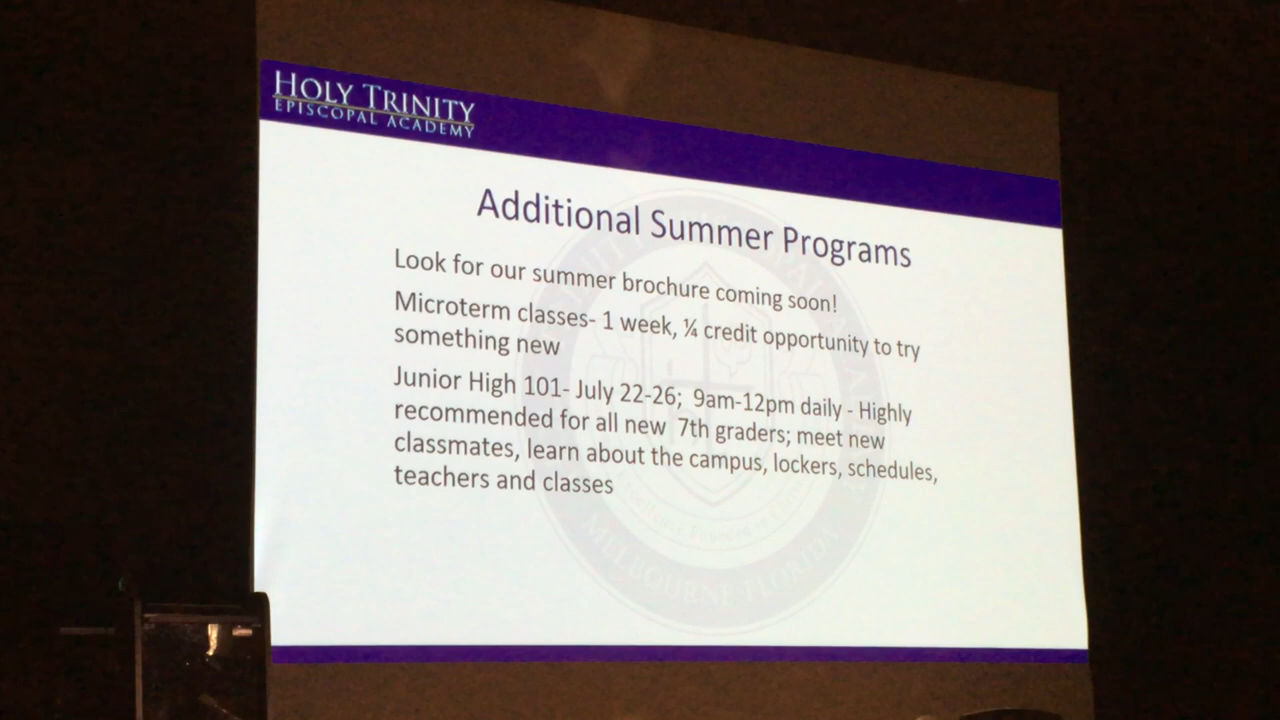 HOLY TRINITY
EPISCOPAL ACADEMY
Additional Summer Programs
Look for our summer brochure coming soon!
Microterm classes- 1 week, ¼ credit opportunity to try
something new
Junior High 101- July 22-26; 9am-12pm daily - Highly
recommended for all new 7th graders; meet new
classmates, learn about the campus, lockers, schedules,
teachers and classes
MELBOURNE FLORIDA